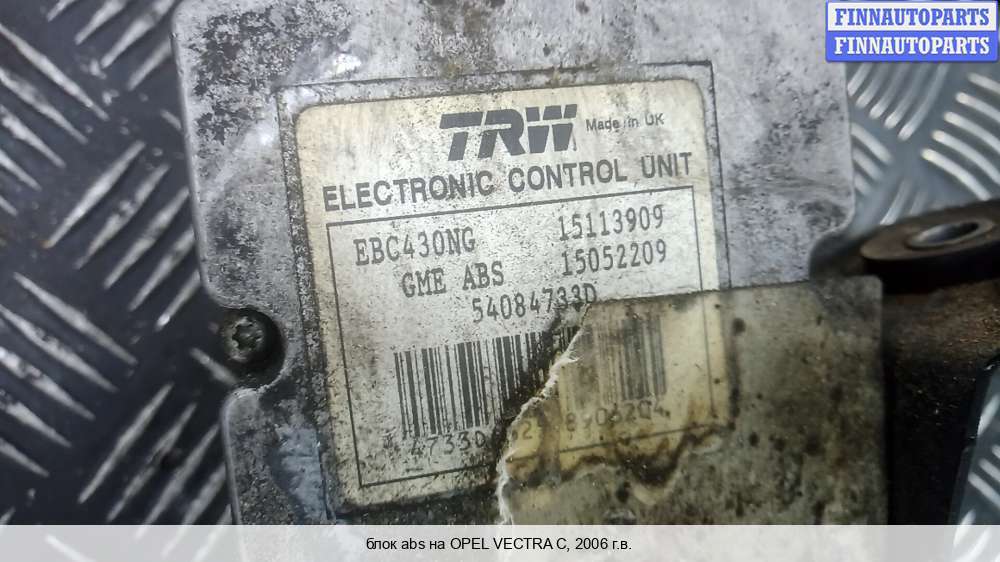 FINNAUTOPARTS
FINNAUTOPARTS
TRW Made in UK
ELECTRONIC CONTROL UNIT
EBC430NG 15113909
GME ABS 15052209
54084733D
блок abs на OPEL VECTRA C, 2006 г.в.